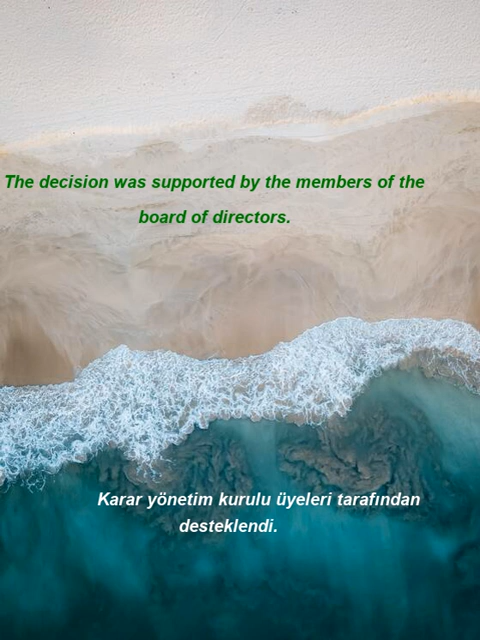 The decision was supported by the members of the
board of directors.
Karar yönetim kurulu üyeleri tarafından
desteklendi.